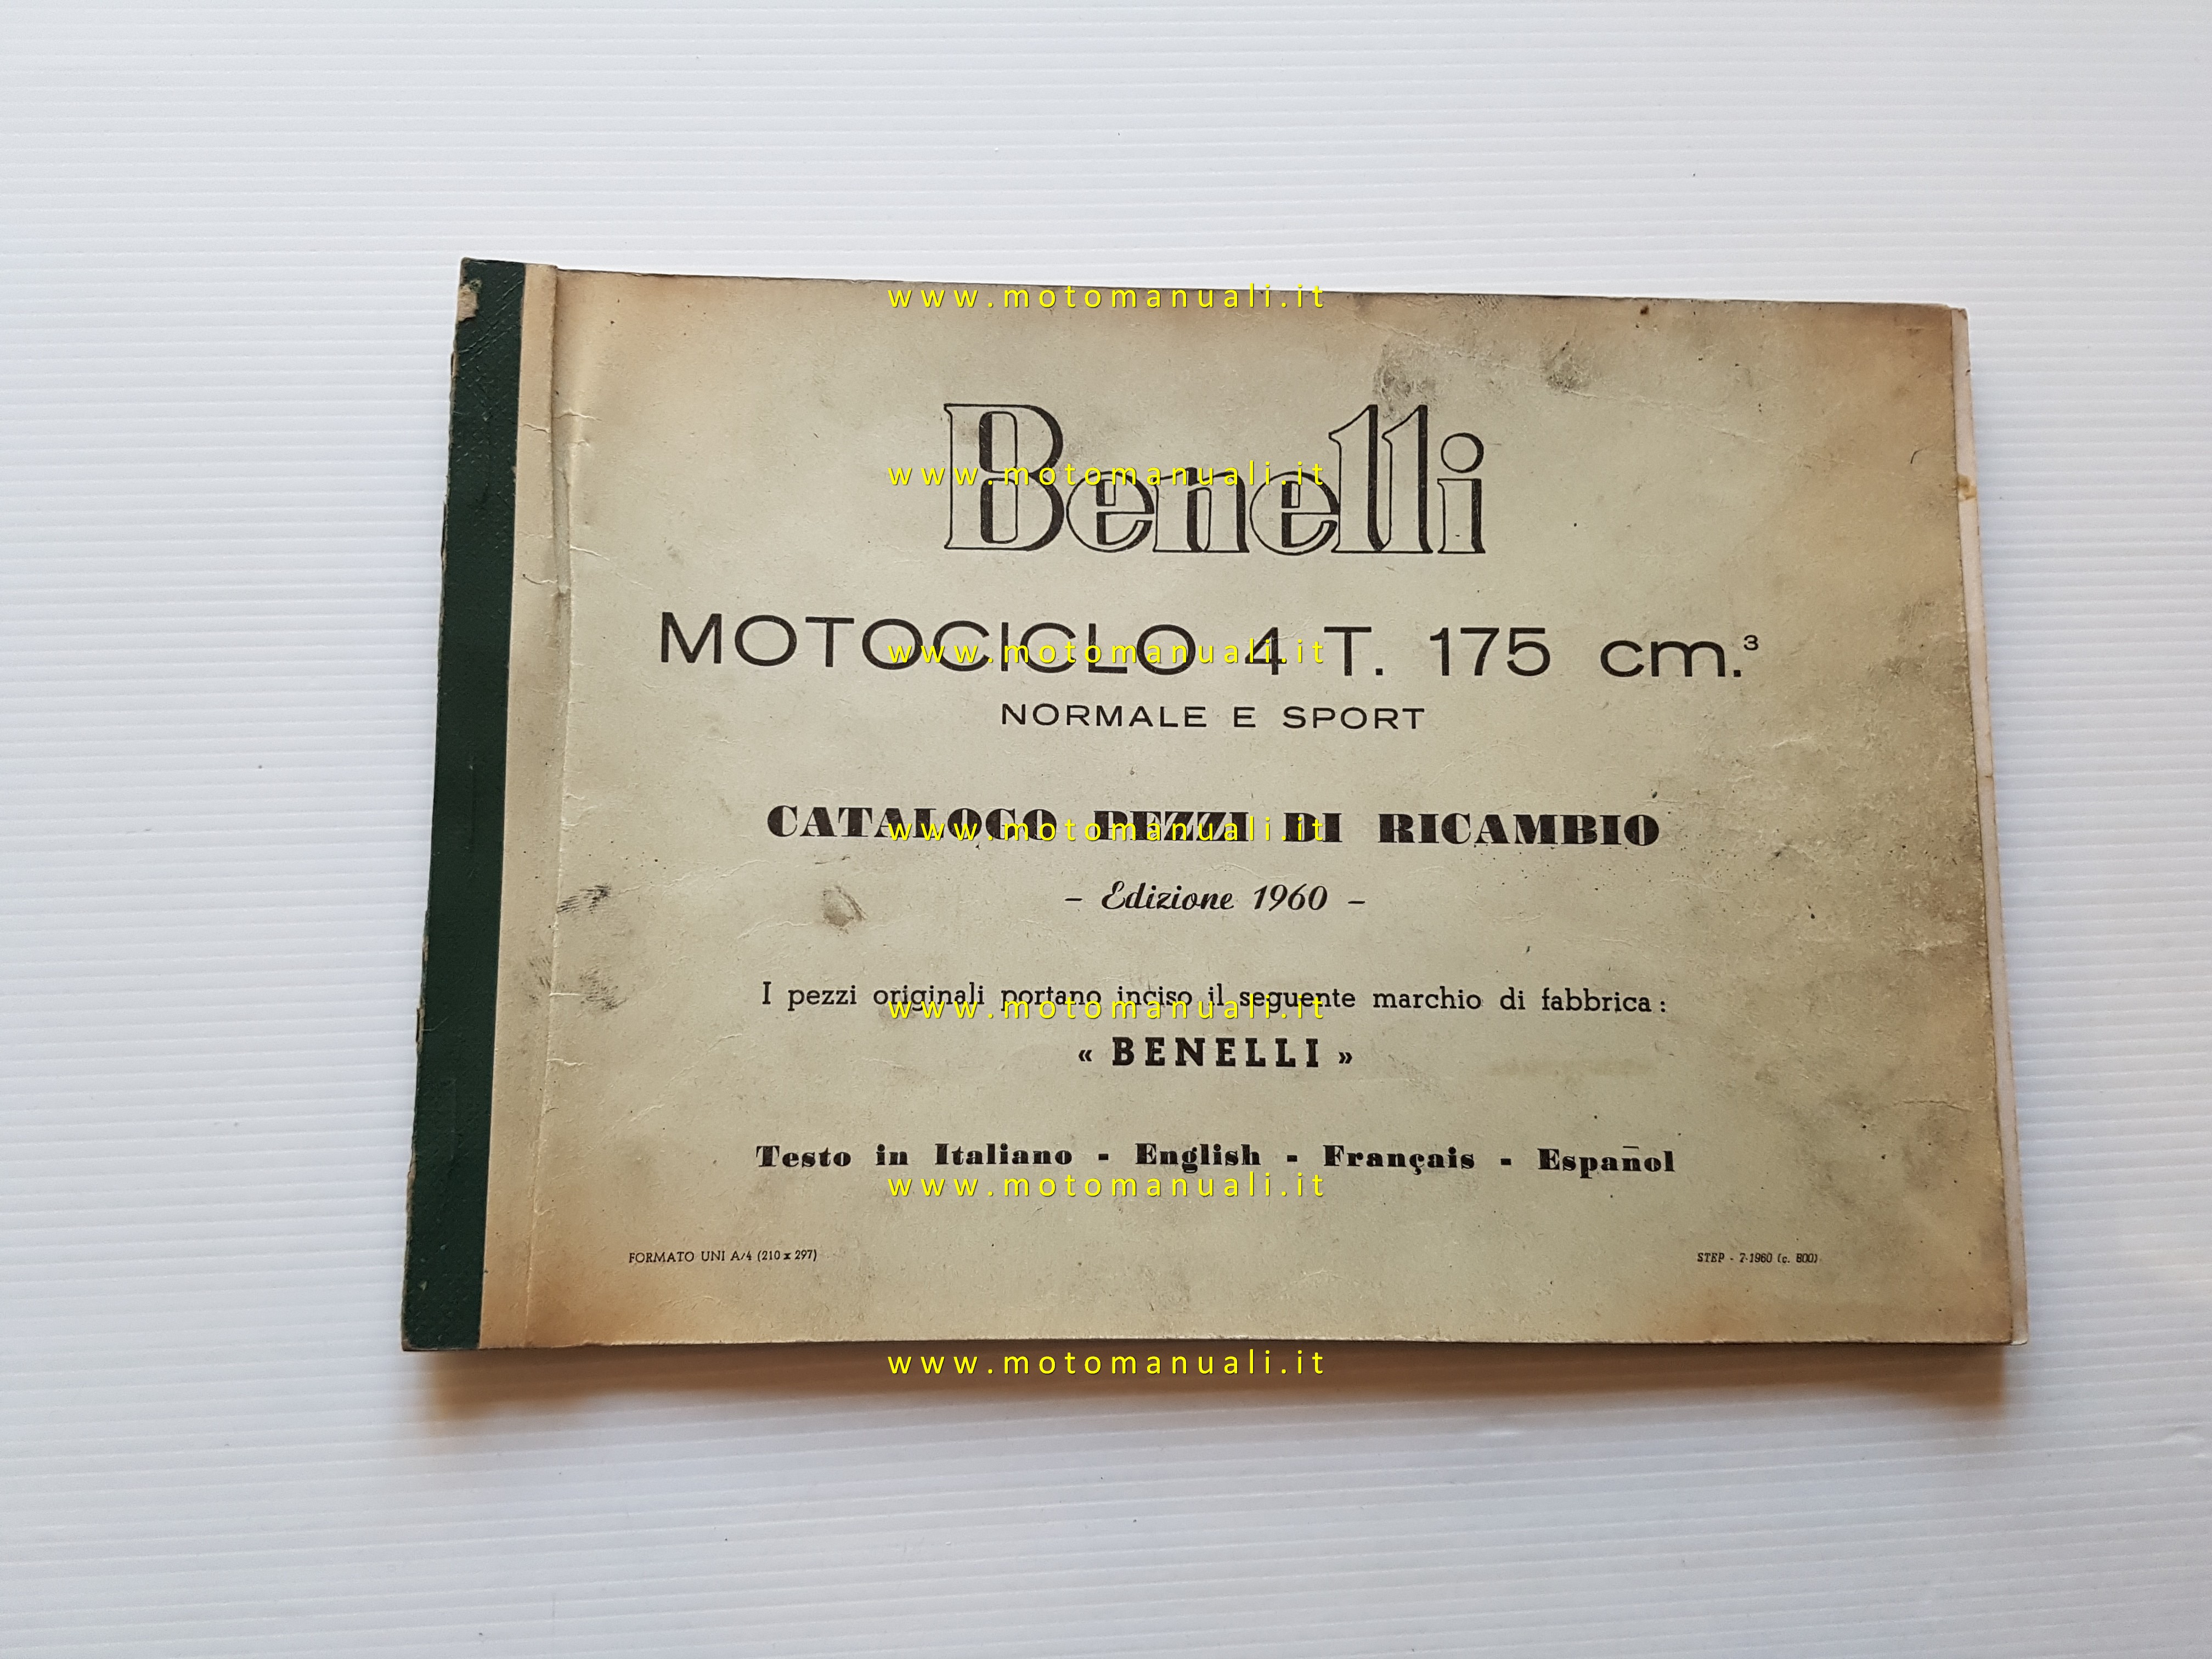 www.motomanuali.it
Benelli
www.motomanuali.it
MOTOCICLO 4 T. 175 cm.³
www.motomanuali.it
NORMALE E SPORT
CATALOGO PEZZI DI RICAMBIO
www.motomanuali.it
- Edizione 1960 -
I pezzi originali portano inciso il seguente marchio di fabbrica :
www.motomanuali.it
« BENELLI »
Testo in Italiano - English - Français - Español
www.motomanuali.it
FORMATO UNI A/4 (210 x 297)
STEP - 7-1960 (c. 800)
www.motomanuali.it